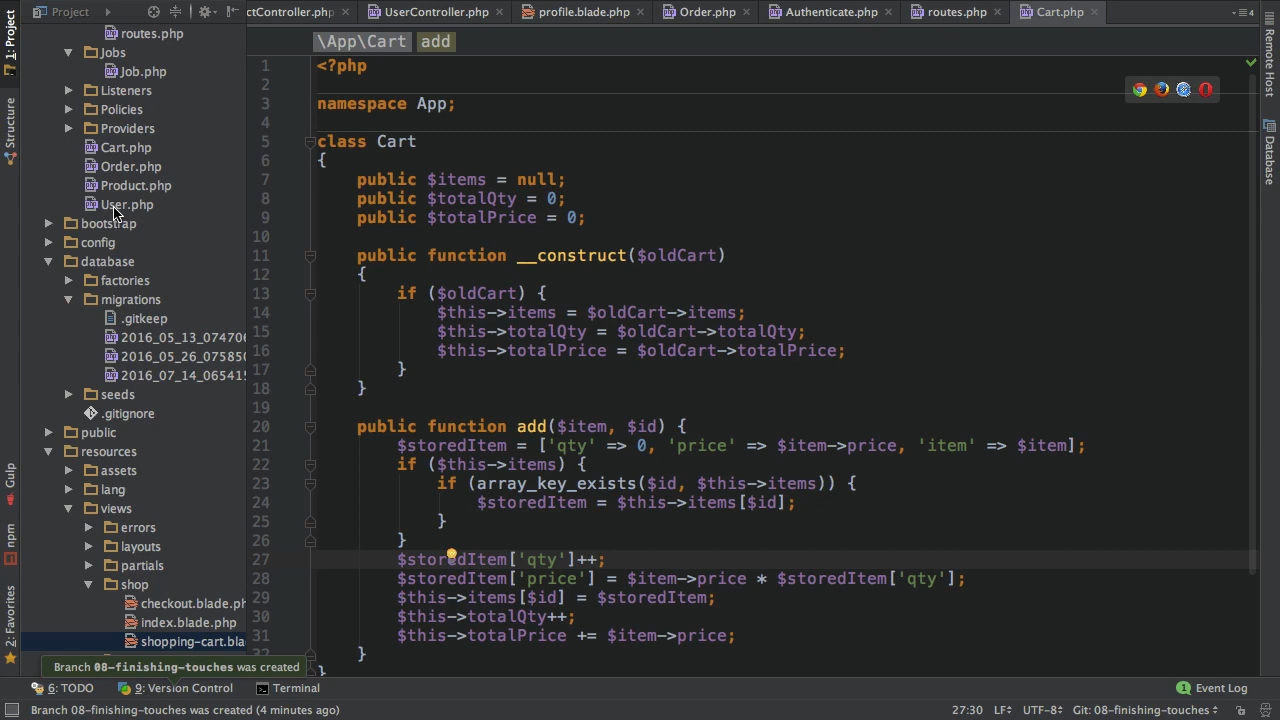 1: Project
Project
ctController.php
UserController.php
profile.blade.php
Order.php
Authenticate.php
routes.php
Cart.php
4
\App\Cart add
routes.php
Jobs
Job.php
Listeners
Policies
Providers
Cart.php
Order.php
Product.php
User.php
bootstrap
config
database
factories
migrations
.gitkeep
2016_05_13_07470
2016_05_26_07585
2016_07_14_06541
seeds
.gitignore
public
resources
assets
lang
views
errors
layouts
partials
shop
checkout.blade.ph
index.blade.php
shopping-cart.bla
Structure
Gulp
npm
2: Favorites
1 <?php
2
3 namespace App;
4
5 class Cart
6 {
7 public $items = null;
8 public $totalQty = 0;
9 public $totalPrice = 0;
10
11 public function __construct($oldCart)
12 {
13 if ($oldCart) {
14 $this->items = $oldCart->items;
15 $this->totalQty = $oldCart->totalQty;
16 $this->totalPrice = $oldCart->totalPrice;
17 }
18 }
19
20 public function add($item, $id) {
21 $storedItem = ['qty' => 0, 'price' => $item->price, 'item' => $item];
22 if ($this->items) {
23 if (array_key_exists($id, $this->items)) {
24 $storedItem = $this->items[$id];
25 }
26 }
27 $storedItem['qty']++;
28 $storedItem['price'] = $item->price * $storedItem['qty'];
29 $this->items[$id] = $storedItem;
30 $this->totalQty++;
31 $this->totalPrice += $item->price;
32 }
}
Remote Host
Database
Branch 08-finishing-touches was created
6: TODO
9: Version Control
Terminal
1 Event Log
Branch 08-finishing-touches was created (4 minutes ago)
27:30 LF UTF-8 Git: 08-finishing-touches